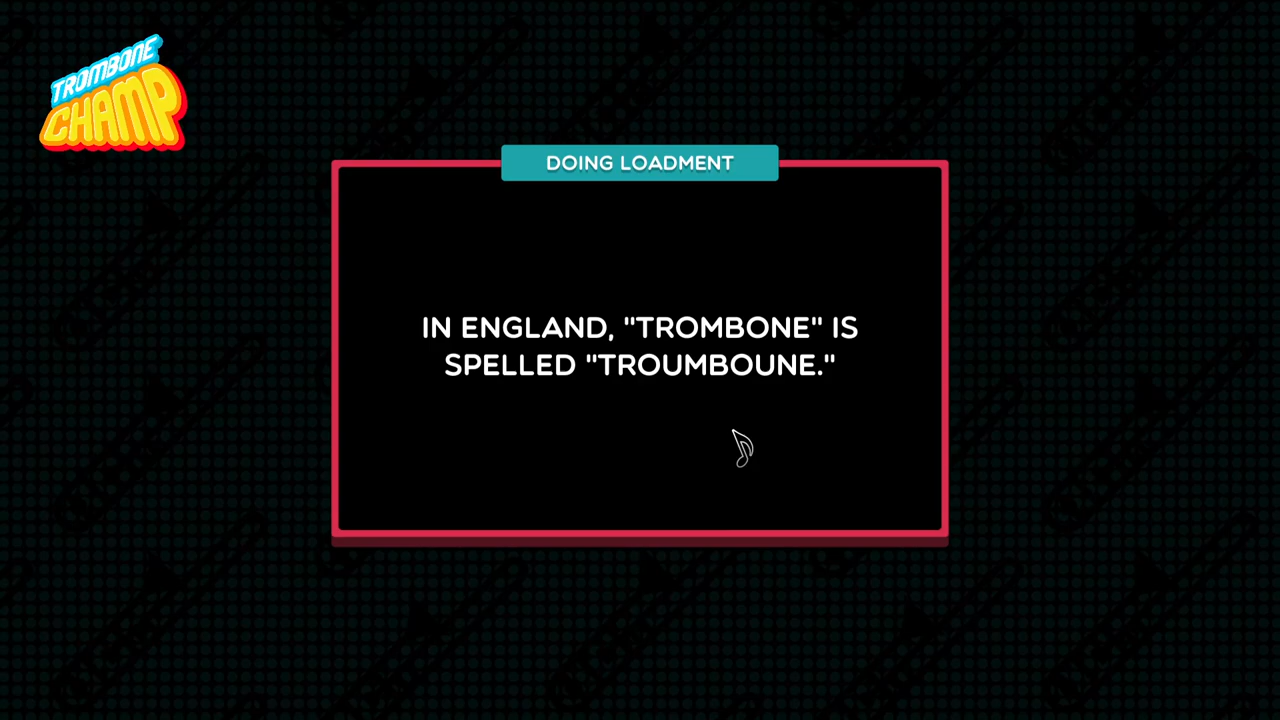 TROMBONE
CHAMP
DOING LOADMENT
IN ENGLAND, "TROMBONE" IS
SPELLED "TROUMBOUNE."